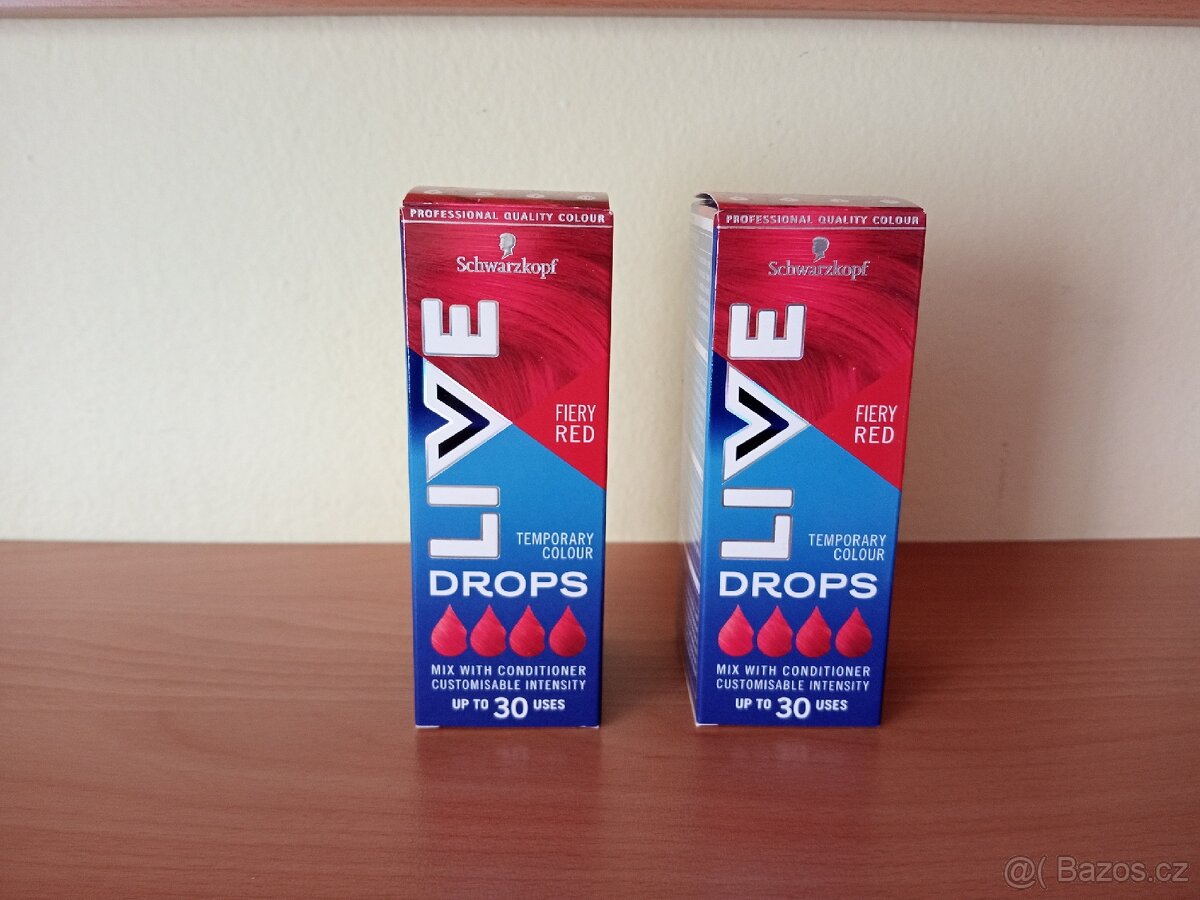 PROFESSIONAL QUALITY COLOUR
Schwarzkopf
LIVE
FIERY
RED
TEMPORARY
COLOUR
DROPS
MIX WITH CONDITIONER
CUSTOMISABLE INTENSITY
UP TO 30 USES
PROFESSIONAL QUALITY COLOUR
Schwarzkopf
LIVE
FIERY
RED
TEMPORARY
COLOUR
DROPS
MIX WITH CONDITIONER
CUSTOMISABLE INTENSITY
UP TO 30 USES
@( Bazos.cz